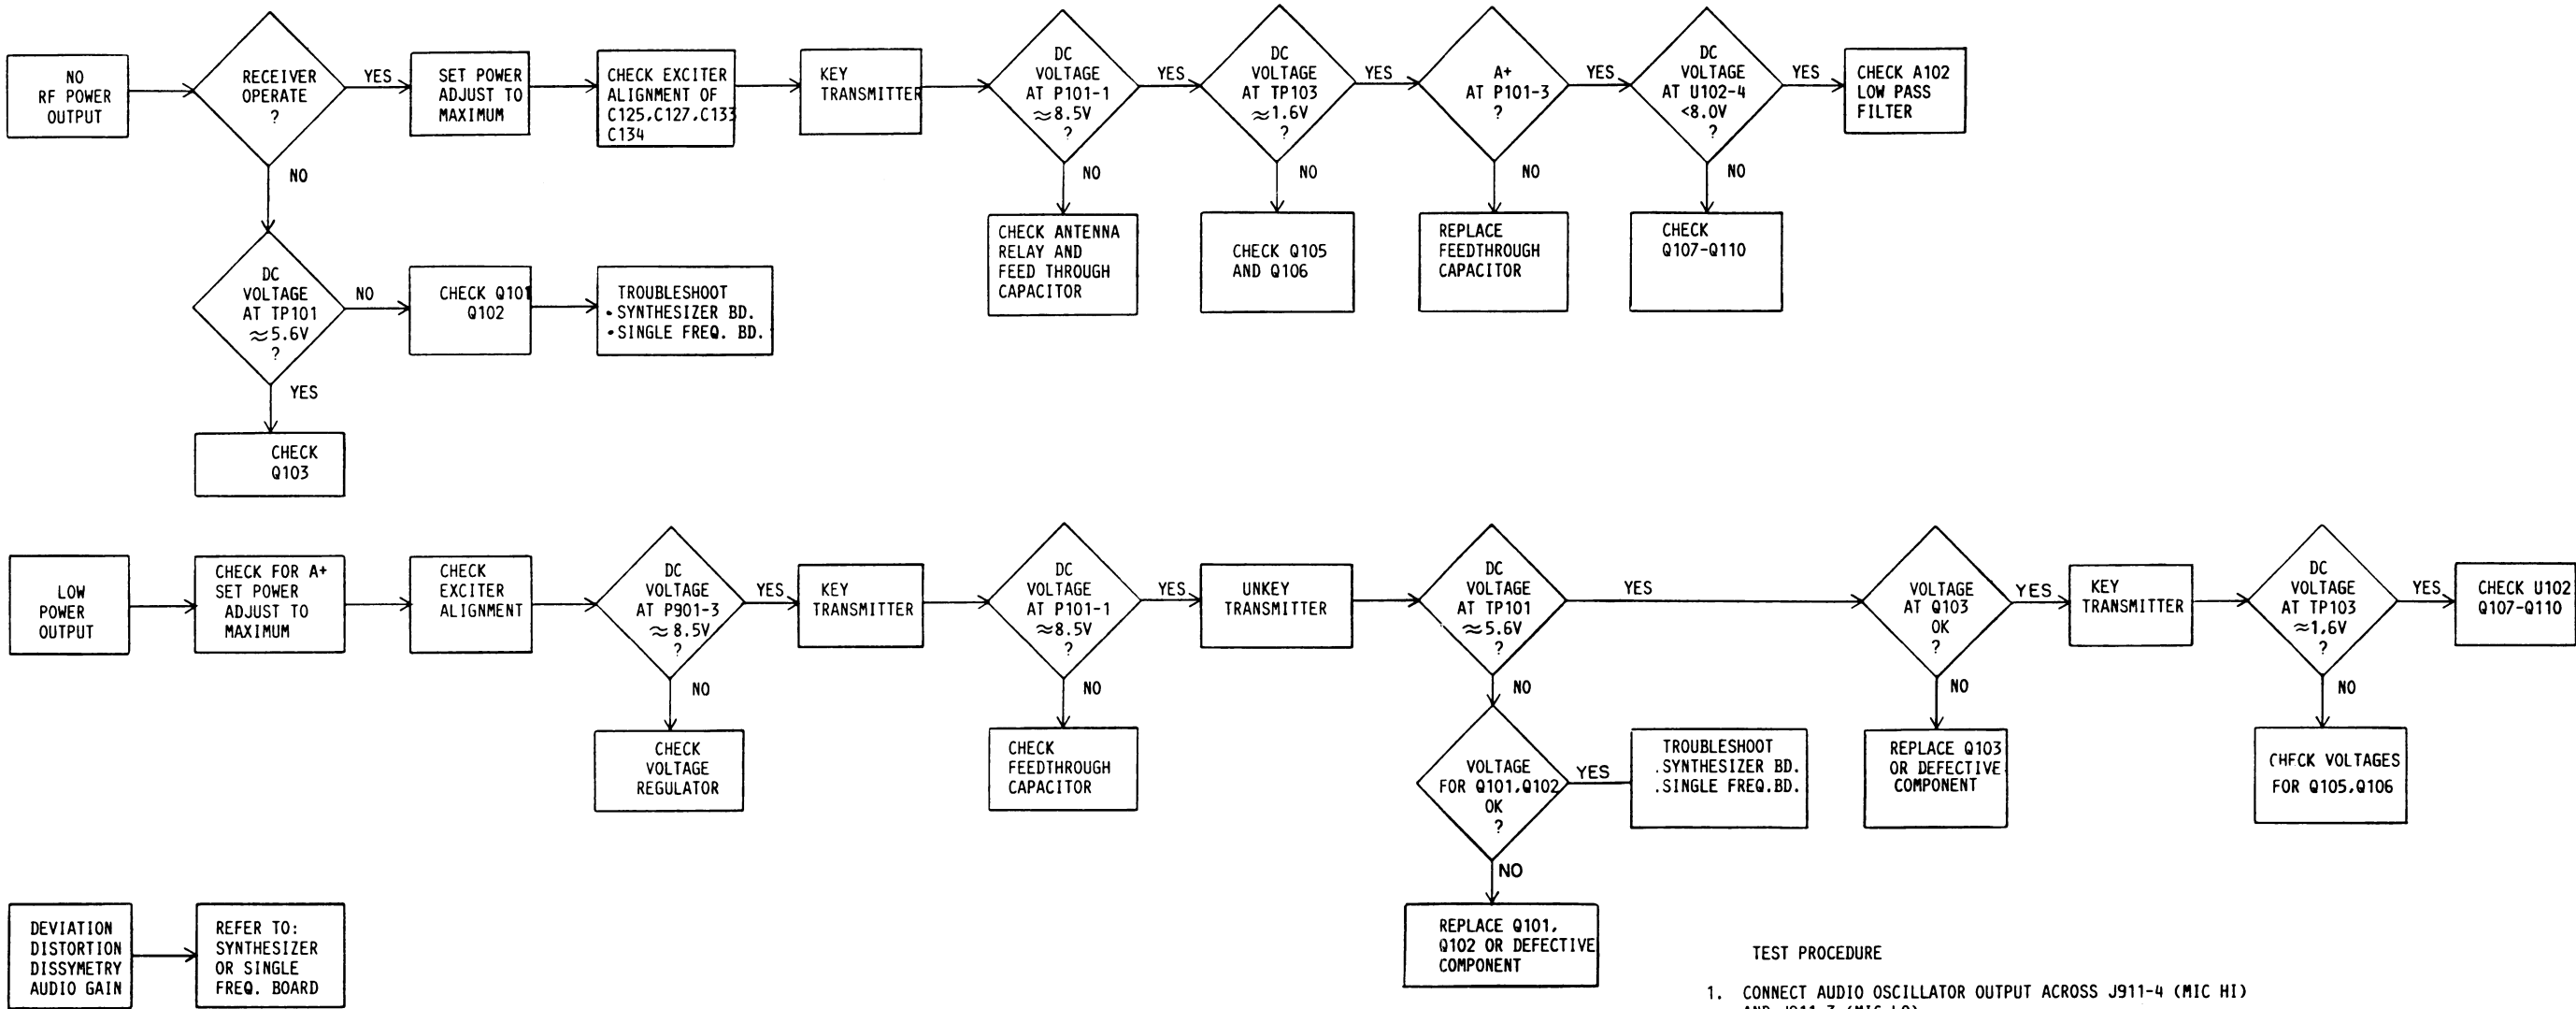 NO
RF POWER
OUTPUT
RECEIVER
OPERATE
?
YES
NO
SET POWER
ADJUST TO
MAXIMUM
CHECK EXCITER
ALIGNMENT OF
C125,C127,C133
C134
KEY
TRANSMITTER
DC
VOLTAGE
AT P101-1
≈8.5V
?
YES
NO
DC
VOLTAGE
AT TP103
≈1.6V
?
YES
NO
A+
AT P101-3
?
YES
NO
DC
VOLTAGE
AT U102-4
<8.0V
?
YES
NO
CHECK A102
LOW PASS
FILTER
CHECK ANTENNA
RELAY AND
FEED THROUGH
CAPACITOR
CHECK Q105
AND Q106
REPLACE
FEEDTHROUGH
CAPACITOR
CHECK
Q107-Q110
DC
VOLTAGE
AT TP101
≈5.6V
?
NO
YES
CHECK Q101
Q102
TROUBLESHOOT
•SYNTHESIZER BD.
•SINGLE FREQ. BD.
CHECK
Q103
LOW
POWER
OUTPUT
CHECK FOR A+
SET POWER
ADJUST TO
MAXIMUM
CHECK
EXCITER
ALIGNMENT
DC
VOLTAGE
AT P901-3
≈8.5V
?
YES
NO
KEY
TRANSMITTER
DC
VOLTAGE
AT P101-1
≈8.5V
?
YES
NO
UNKEY
TRANSMITTER
DC
VOLTAGE
AT TP101
≈5.6V
?
YES
NO
VOLTAGE
AT Q103
OK
?
YES
NO
KEY
TRANSMITTER
DC
VOLTAGE
AT TP103
≈1.6V
?
YES
NO
CHECK U102
Q107-Q110
CHECK
VOLTAGE
REGULATOR
CHECK
FEEDTHROUGH
CAPACITOR
VOLTAGE
FOR Q101,Q102
OK
?
YES
NO
TROUBLESHOOT
.SYNTHESIZER BD.
.SINGLE FREQ.BD.
REPLACE Q103
OR DEFECTIVE
COMPONENT
CHECK VOLTAGES
FOR Q105,Q106
REPLACE Q101,
Q102 OR DEFECTIVE
COMPONENT
DEVIATION
DISTORTION
DISSYMETRY
AUDIO GAIN
REFER TO:
SYNTHESIZER
OR SINGLE
FREQ. BOARD
TEST PROCEDURE
1. CONNECT AUDIO OSCILLATOR OUTPUT ACROSS J911-4 (MIC HI)